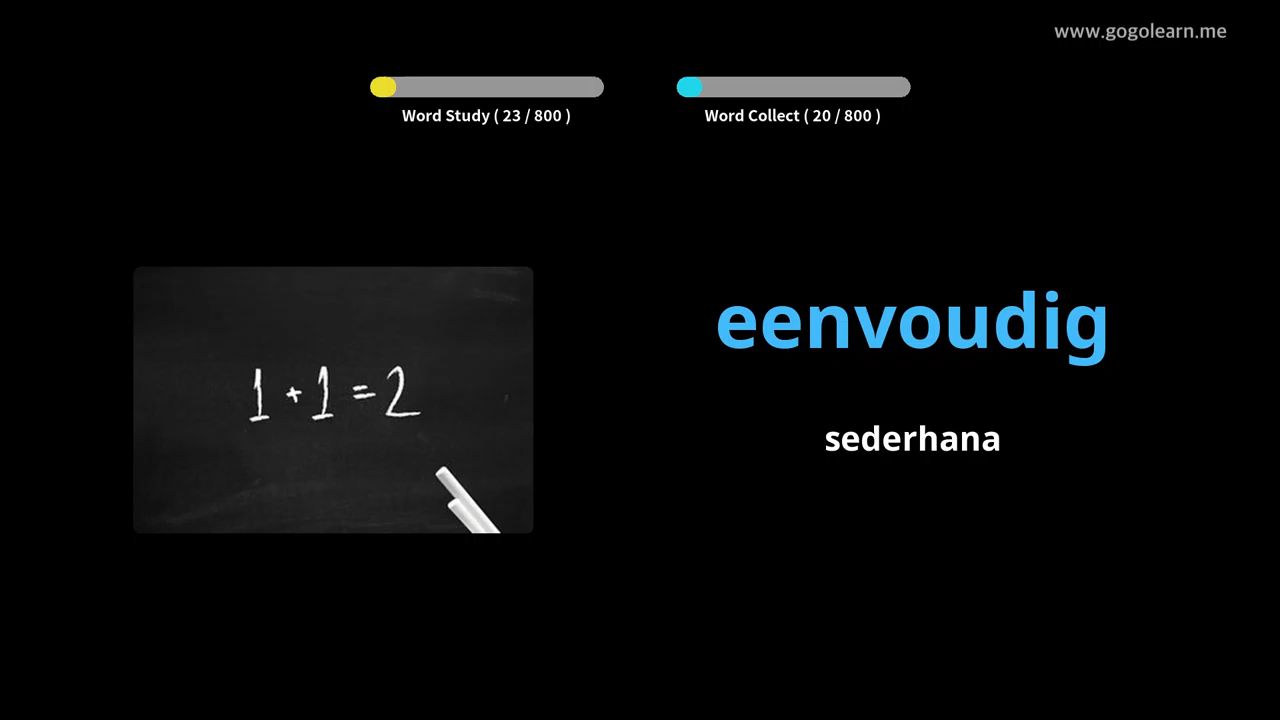 www.gogolearn.me
Word Study ( 23 / 800 )
Word Collect ( 20 / 800 )
1 + 1 = 2
eenvoudig
sederhana